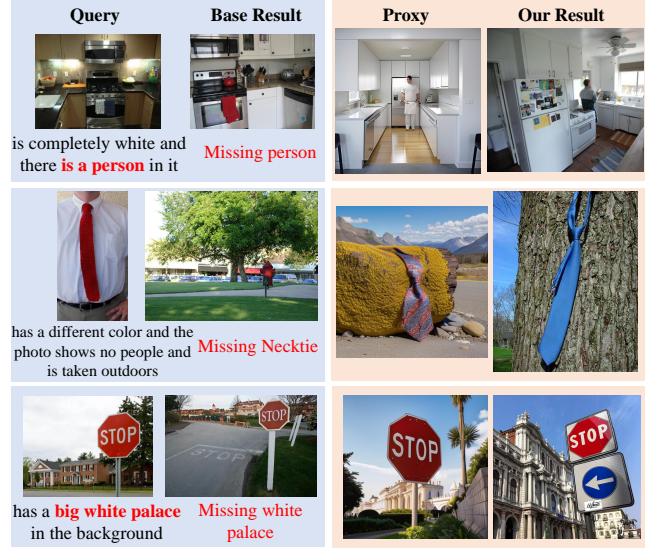 Query
Base Result
Proxy
Our Result
is completely white and
there is a person in it
Missing person
has a different color and the
photo shows no people and
is taken outdoors
Missing Necktie
STOP
STOP
STOP
STOP
STOP
has a big white palace
in the background
Missing white
palace